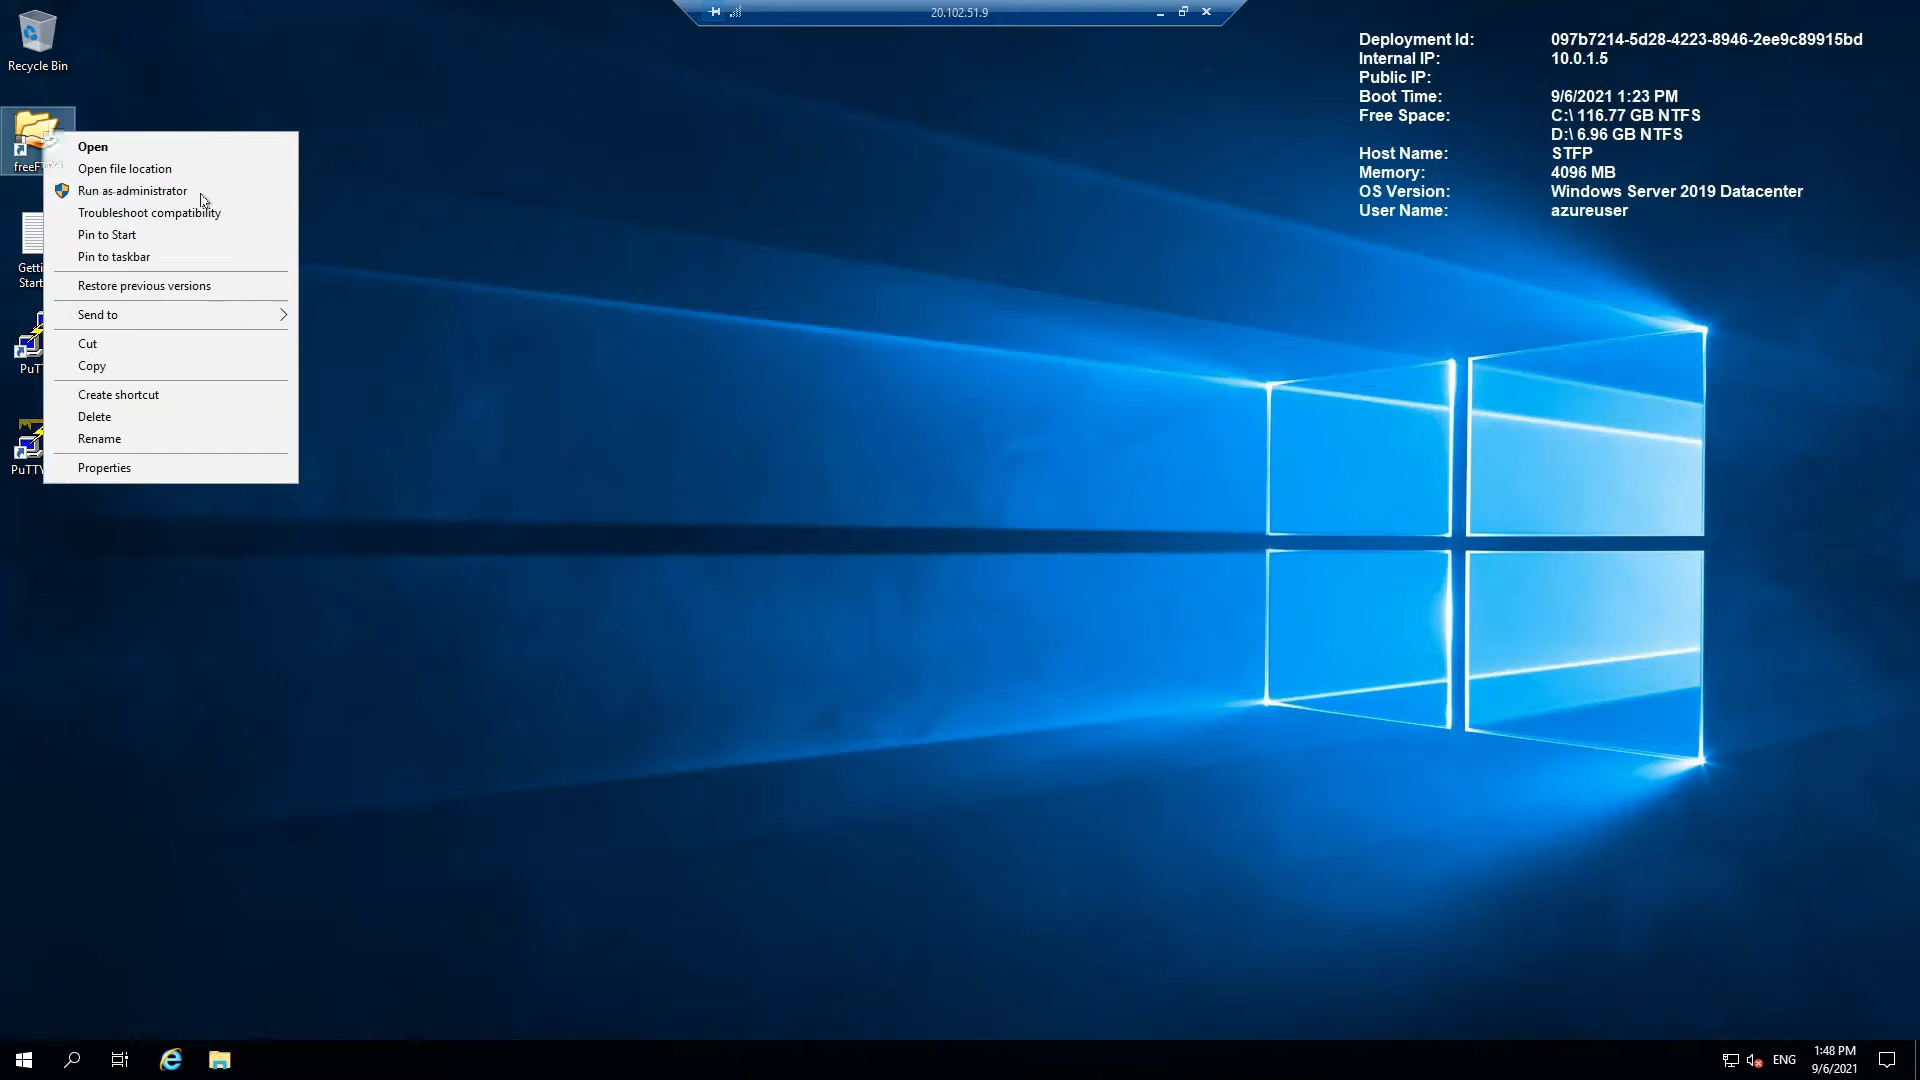 20.102.51.9
Recycle Bin
Deployment Id: 097b7214-5d28-4223-8946-2ee9c89915bd
Internal IP: 10.0.1.5
Public IP:
Boot Time: 9/6/2021 1:23 PM
Free Space: C:\ 116.77 GB NTFS
D:\ 6.96 GB NTFS
Host Name: STFP
Memory: 4096 MB
OS Version: Windows Server 2019 Datacenter
User Name: azureuser
Open
Open file location
Run as administrator
Troubleshoot compatibility
Pin to Start
Pin to taskbar
Restore previous versions
Send to
Cut
Copy
Create shortcut
Delete
Rename
Properties
Getti
Start
PuT
PuTTY
ENG
1:48 PM
9/6/2021